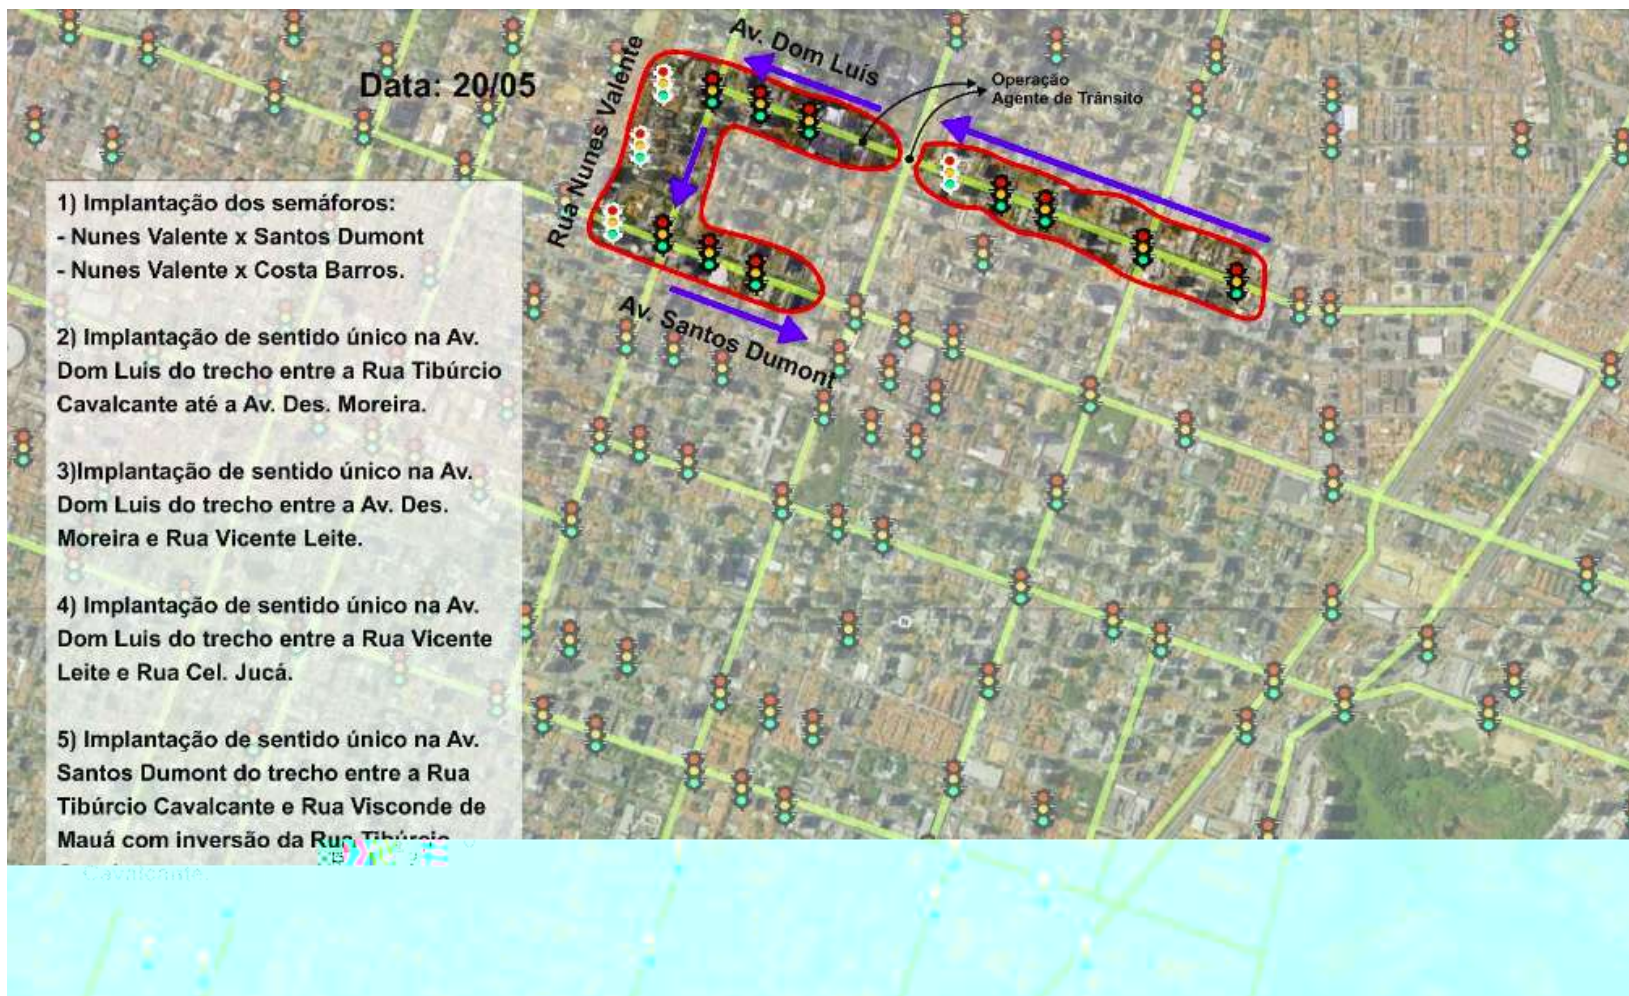 Data: 20/05
Av. Dom Luís
Operação
Agente de Trânsito
Rua Nunes Valente
Av. Santos Dumont
1) Implantação dos semáforos:
- Nunes Valente x Santos Dumont
- Nunes Valente x Costa Barros.
2) Implantação de sentido único na Av.
Dom Luis do trecho entre a Rua Tibúrcio
Cavalcante até a Av. Des. Moreira.
3)Implantação de sentido único na Av.
Dom Luis do trecho entre a Av. Des.
Moreira e Rua Vicente Leite.
4) Implantação de sentido único na Av.
Dom Luis do trecho entre a Rua Vicente
Leite e Rua Cel. Jucá.
5) Implantação de sentido único na Av.
Santos Dumont do trecho entre a Rua
Tibúrcio Cavalcante e Rua Visconde de
Mauá com inversão da Rua Tibúrcio
Cavalcante.